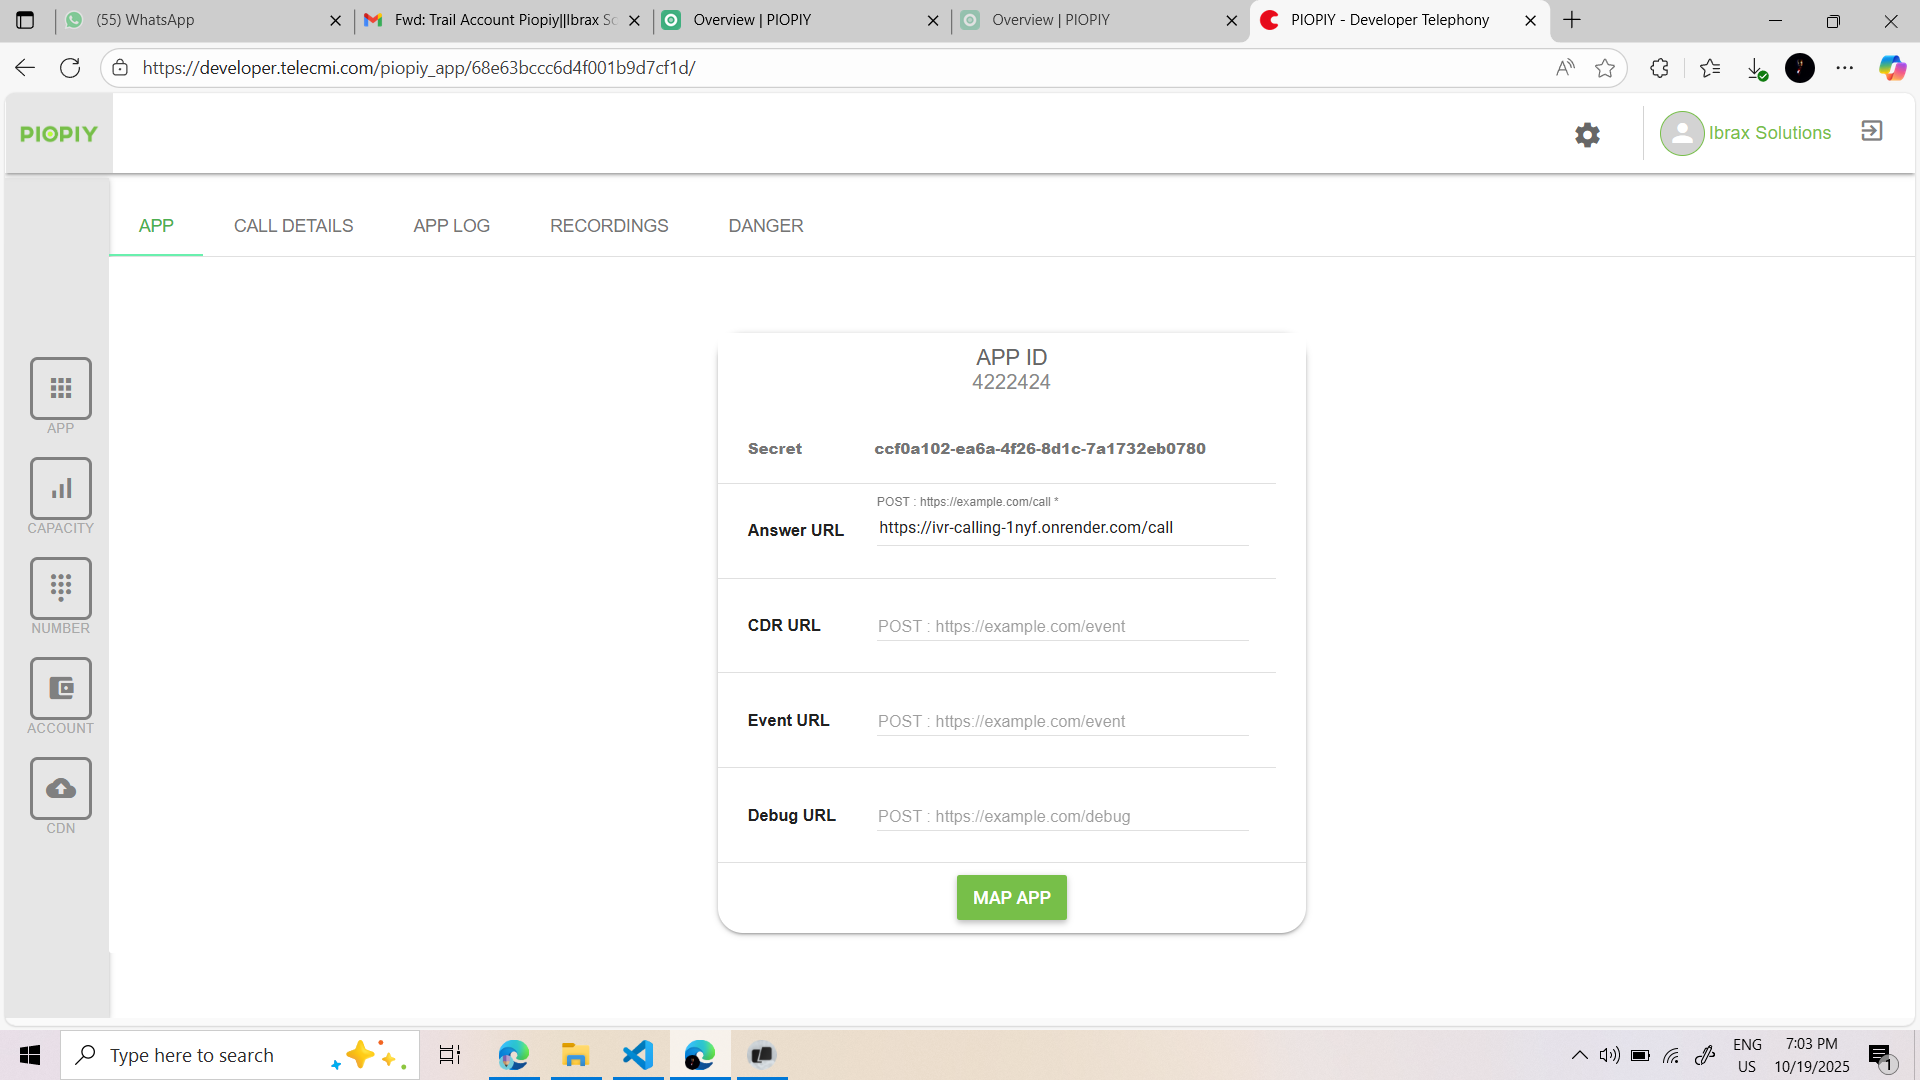 (55) WhatsApp
Fwd: Trail Account Piopiy||Ibrax So
Overview | PIOPIY
Overview | PIOPIY
PIOPIY - Developer Telephony
https://developer.telecmi.com/piopiy_app/68e63bccc6d4f001b9d7cf1d/
PIOPIY
Ibrax Solutions
APP
CALL DETAILS
APP LOG
RECORDINGS
DANGER
APP
CAPACITY
NUMBER
ACCOUNT
CDN
APP ID
4222424
Secret
ccf0a102-ea6a-4f26-8d1c-7a1732eb0780
POST : https://example.com/call *
Answer URL
https://ivr-calling-1nyf.onrender.com/call
CDR URL
POST : https://example.com/event
Event URL
POST : https://example.com/event
Debug URL
POST : https://example.com/debug
MAP APP
Type here to search
ENG
US
7:03 PM
10/19/2025
1